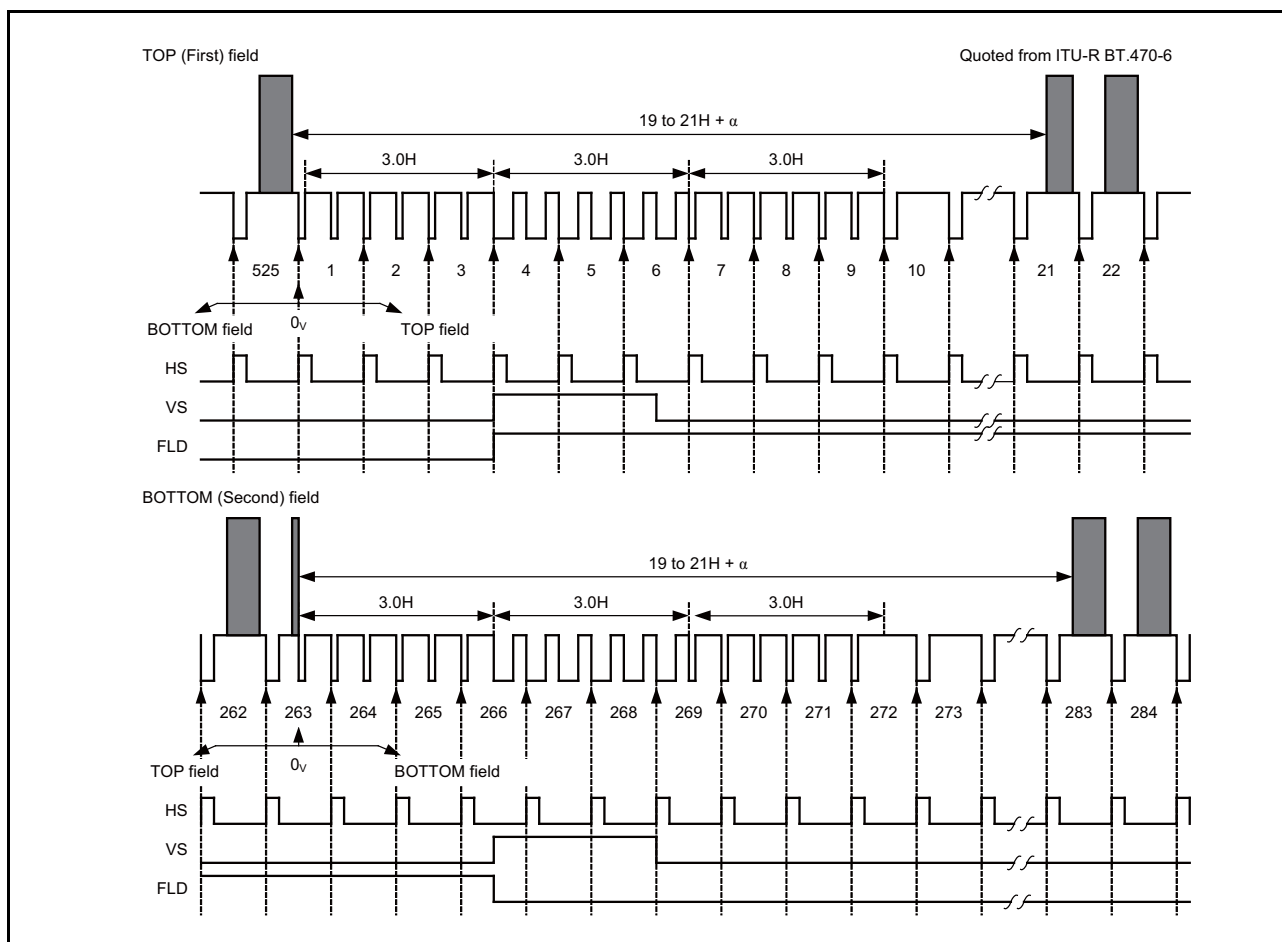 TOP (First) field
Quoted from ITU-R BT.470-6
19 to 21H + α
3.0H 3.0H 3.0H
525 1 2 3 4 5 6 7 8 9 10 21 22
0V
BOTTOM field TOP field
HS
VS
FLD
BOTTOM (Second) field
19 to 21H + α
3.0H 3.0H 3.0H
262 263 264 265 266 267 268 269 270 271 272 273 283 284
0V
TOP field BOTTOM field
HS
VS
FLD